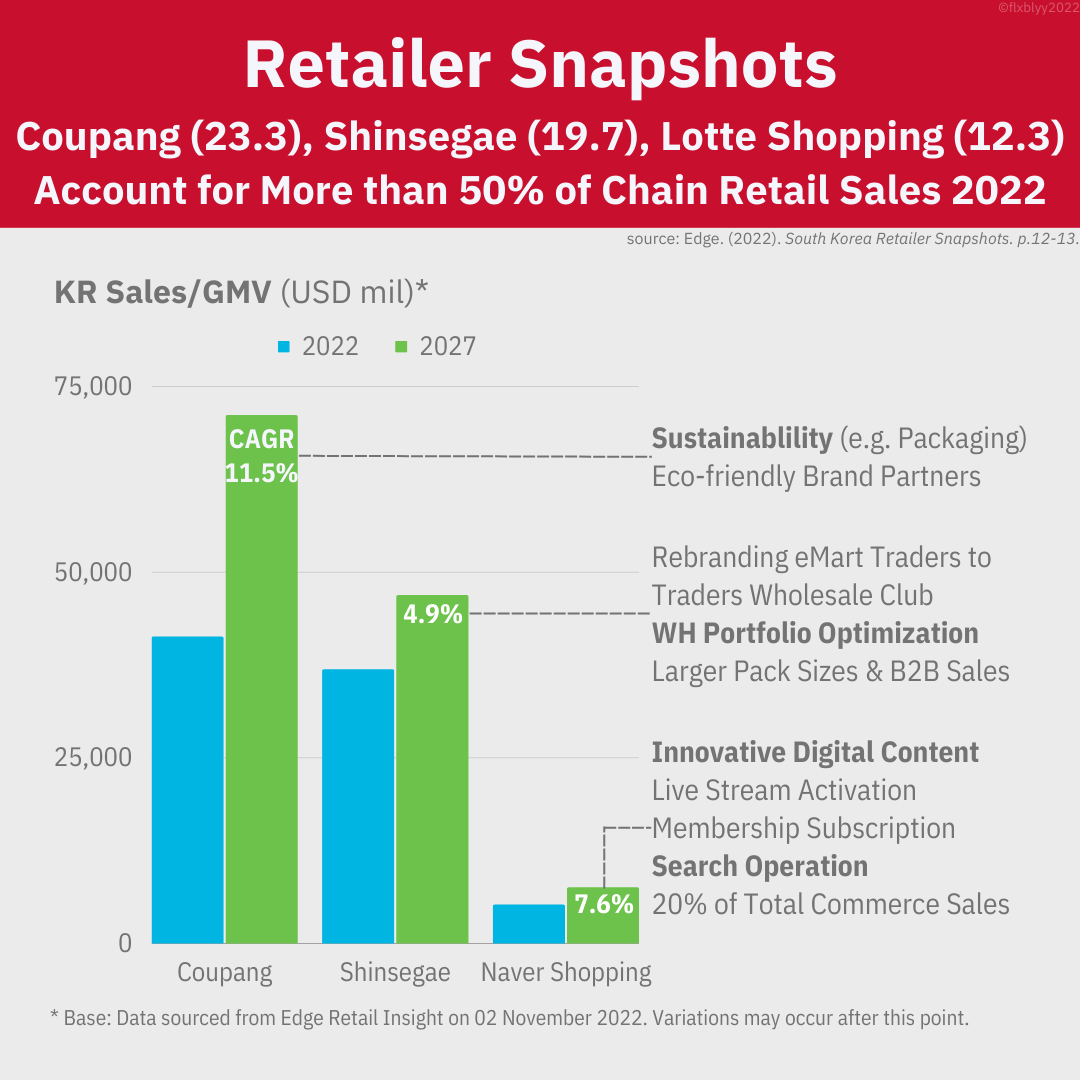 ©flxblyy2022
Retailer Snapshots
Coupang (23.3), Shinsegae (19.7), Lotte Shopping (12.3)
Account for More than 50% of Chain Retail Sales 2022
source: Edge. (2022). South Korea Retailer Snapshots. p.12-13.
KR Sales/GMV (USD mil)*
2022 2027
75,000
50,000
25,000
0
CAGR
11.5%
4.9%
7.6%
Sustainablility (e.g. Packaging)
Eco-friendly Brand Partners
Rebranding eMart Traders to
Traders Wholesale Club
WH Portfolio Optimization
Larger Pack Sizes & B2B Sales
Innovative Digital Content
Live Stream Activation
Membership Subscription
Search Operation
20% of Total Commerce Sales
Coupang Shinsegae Naver Shopping
* Base: Data sourced from Edge Retail Insight on 02 November 2022. Variations may occur after this point.